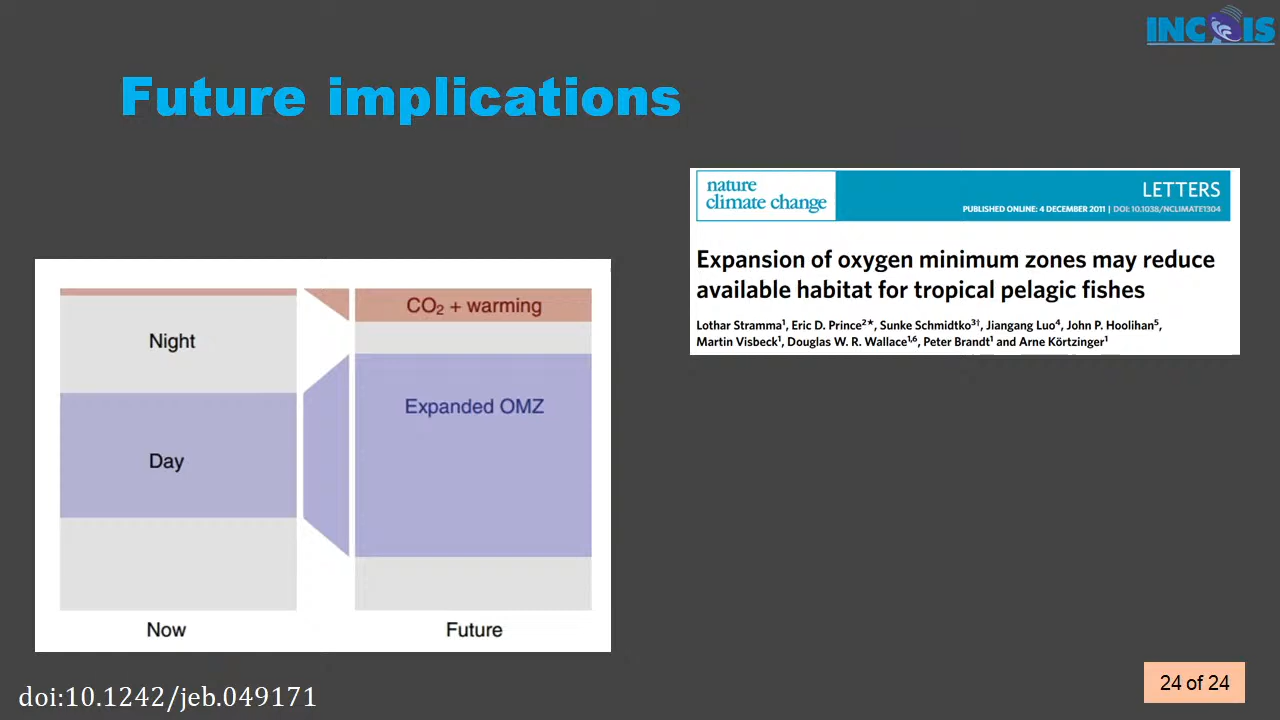 INCOIS
Future implications
nature
climate change
LETTERS
PUBLISHED ONLINE: 4 DECEMBER 2011 | DOI: 10.1038/NCLIMATE1304
Expansion of oxygen minimum zones may reduce
available habitat for tropical pelagic fishes
Lothar Stramma¹, Eric D. Prince²*, Sunke Schmidtko³†, Jiangang Luo⁴, John P. Hoolihan⁵,
Martin Visbeck¹, Douglas W. R. Wallace¹,⁶, Peter Brandt¹ and Arne Körtzinger¹
CO₂ + warming
Night
Expanded OMZ
Day
Now
Future
doi:10.1242/jeb.049171
24 of 24